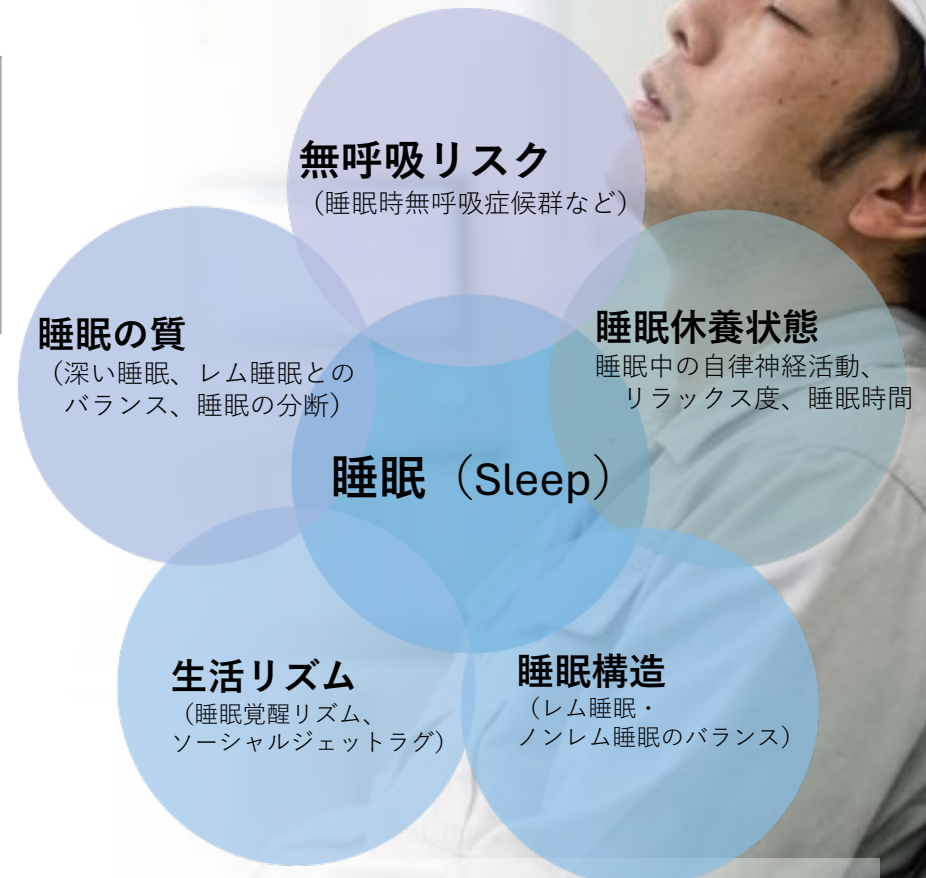 無呼吸リスク
（睡眠時無呼吸症候群など）
睡眠の質
（深い睡眠、レム睡眠との
バランス、睡眠の分断）
睡眠休養状態
睡眠中の自律神経活動、
リラックス度、睡眠時間
睡眠（Sleep）
生活リズム
（睡眠覚醒リズム、
ソーシャルジェットラグ）
睡眠構造
（レム睡眠・
ノンレム睡眠のバランス）